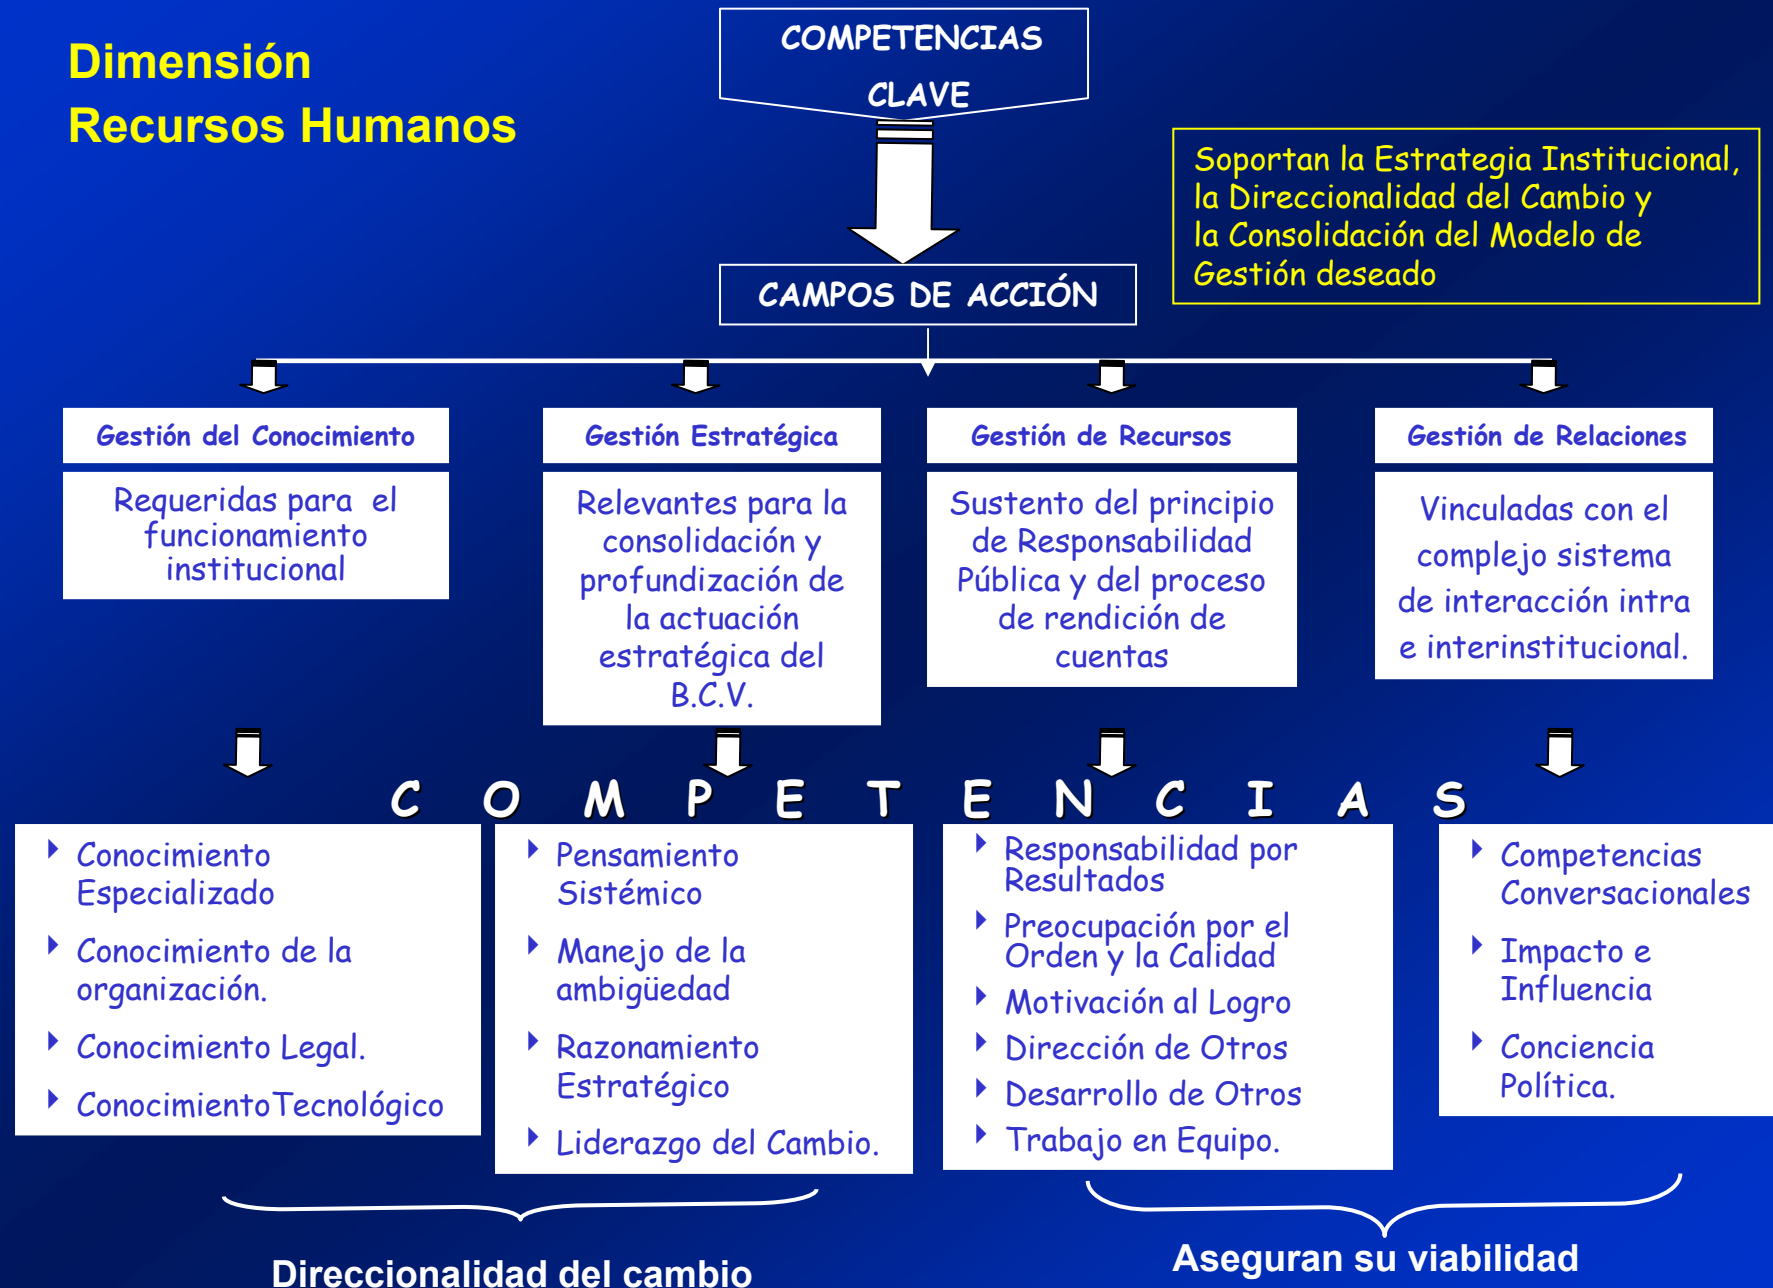 Dimensión
Recursos Humanos
COMPETENCIAS
CLAVE
Soportan la Estrategia Institucional,
la Direccionalidad del Cambio y
la Consolidación del Modelo de
Gestión deseado
CAMPOS DE ACCIÓN
Gestión del Conocimiento
Requeridas para el
funcionamiento
institucional
Gestión Estratégica
Relevantes para la
consolidación y
profundización de
la actuación
estratégica del
B.C.V.
Gestión de Recursos
Sustento del principio
de Responsabilidad
Pública y del proceso
de rendición de
cuentas
Gestión de Relaciones
Vinculadas con el
complejo sistema
de interacción intra
e interinstitucional.
C O M P E T E N C I A S
Conocimiento
Especializado
Conocimiento de la
organización.
Conocimiento Legal.
ConocimientoTecnológico
Pensamiento
Sistémico
Manejo de la
ambigüedad
Razonamiento
Estratégico
Liderazgo del Cambio.
Responsabilidad por
Resultados
Preocupación por el
Orden y la Calidad
Motivación al Logro
Dirección de Otros
Desarrollo de Otros
Trabajo en Equipo.
Competencias
Conversacionales
Impacto e
Influencia
Conciencia
Política.
Direccionalidad del cambio
Aseguran su viabilidad